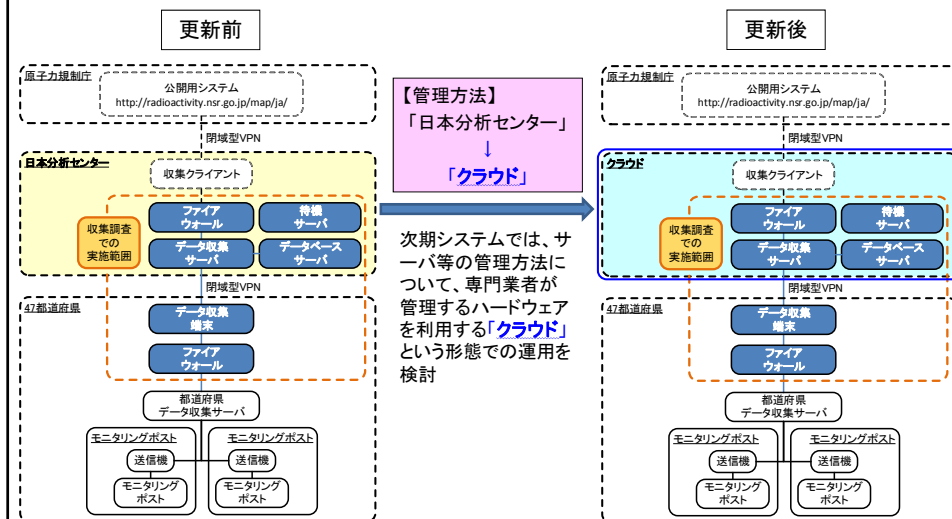 更新前
原子力規制庁
公開用システム
http://radioactivity.nsr.go.jp/map/ja/
閉域型VPN
日本分析センター
収集クライアント
収集調査
での
実施範囲
ファイア
ウォール
待機
サーバ
データ収集
サーバ
データベース
サーバ
閉域型VPN
47都道府県
データ収集
端末
ファイア
ウォール
都道府県
データ収集サーバ
モニタリングポスト
送信機
モニタリング
ポスト
モニタリングポスト
送信機
モニタリング
ポスト
【管理方法】
「日本分析センター」
↓
「クラウド」
次期システムでは、サ
ーバ等の管理方法に
ついて、専門業者が
管理するハードウェア
を利用する「クラウド」
という形態での運用を
検討
更新後
原子力規制庁
公開用システム
http://radioactivity.nsr.go.jp/map/ja/
閉域型VPN
クラウド
収集クライアント
収集調査
での
実施範囲
ファイア
ウォール
待機
サーバ
データ収集
サーバ
データベース
サーバ
閉域型VPN
47都道府県
データ収集
端末
ファイア
ウォール
都道府県
データ収集サーバ
モニタリングポスト
送信機
モニタリング
ポスト
モニタリングポスト
送信機
モニタリング
ポスト